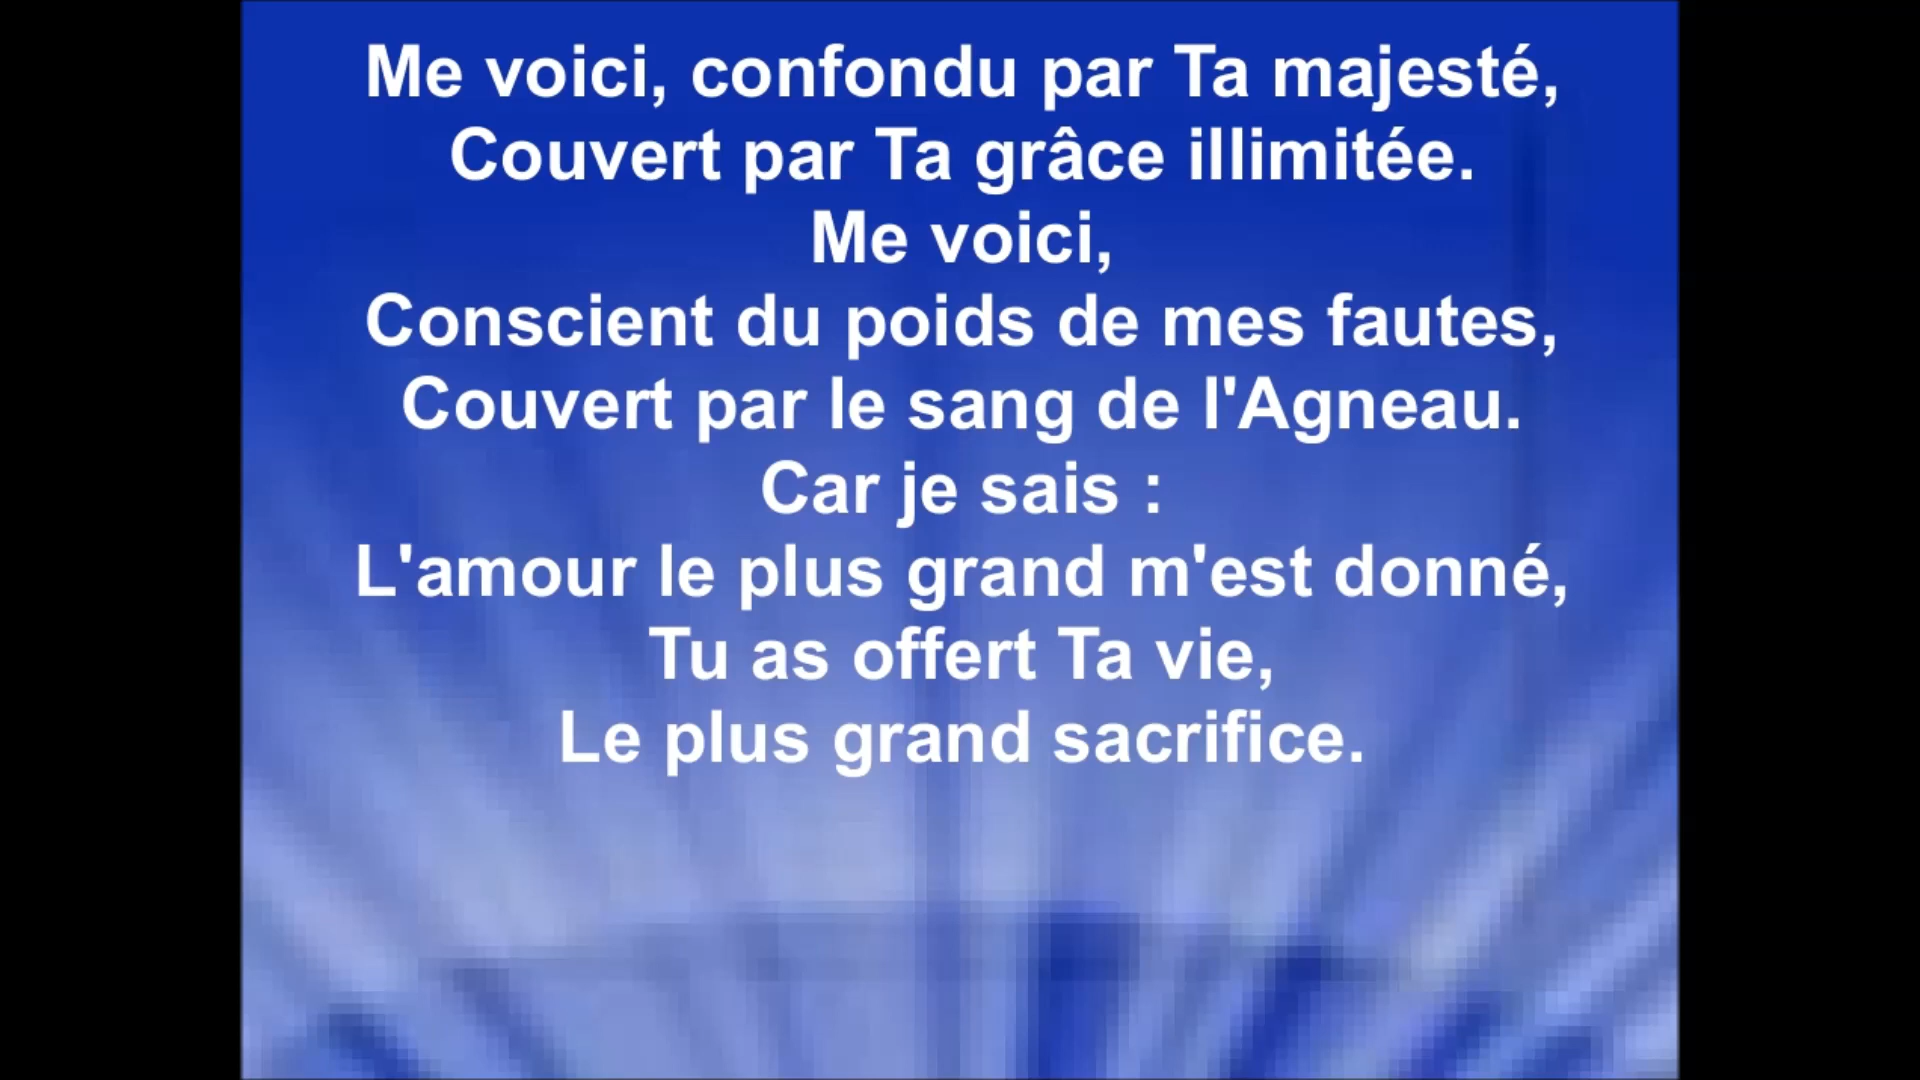 Me voici, confondu par Ta majesté,
Couvert par Ta grâce illimitée.
Me voici,
Conscient du poids de mes fautes,
Couvert par le sang de l'Agneau.
Car je sais :
L'amour le plus grand m'est donné,
Tu as offert Ta vie,
Le plus grand sacrifice.